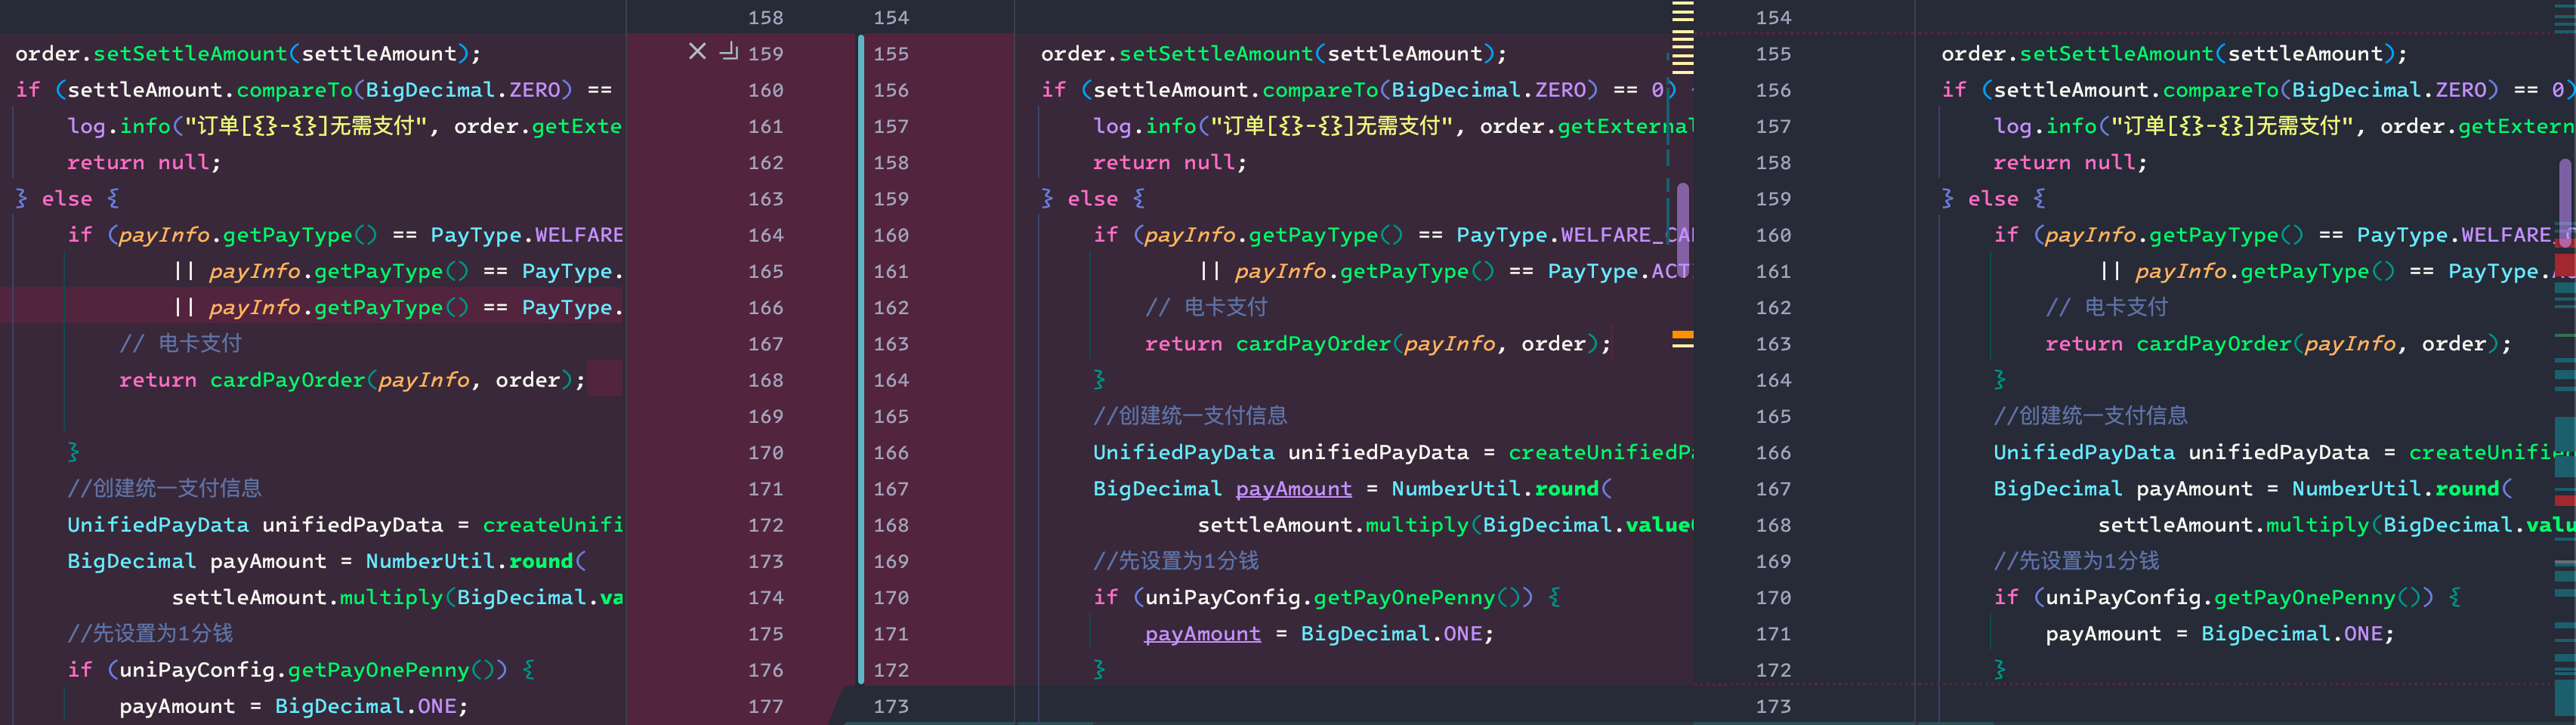 158
order.setSettleAmount(settleAmount); 159
if (settleAmount.compareTo(BigDecimal.ZERO) == 160
log.info("订单[{}-{}]无需支付", order.getExte 161
return null; 162
} else { 163
if (payInfo.getPayType() == PayType.WELFARE 164
|| payInfo.getPayType() == PayType. 165
|| payInfo.getPayType() == PayType. 166
// 电卡支付 167
return cardPayOrder(payInfo, order); 168
169
} 170
//创建统一支付信息 171
UnifiedPayData unifiedPayData = createUnifi 172
BigDecimal payAmount = NumberUtil.round( 173
settleAmount.multiply(BigDecimal.va 174
//先设置为1分钱 175
if (uniPayConfig.getPayOnePenny()) { 176
payAmount = BigDecimal.ONE; 177
154
155 order.setSettleAmount(settleAmount);
156 if (settleAmount.compareTo(BigDecimal.ZERO) == 0)
157 log.info("订单[{}-{}]无需支付", order.getExternal
158 return null;
159 } else {
160 if (payInfo.getPayType() == PayType.WELFARE_CA
161 || payInfo.getPayType() == PayType.ACT
162 // 电卡支付
163 return cardPayOrder(payInfo, order);
164 }
165 //创建统一支付信息
166 UnifiedPayData unifiedPayData = createUnifiedP
167 BigDecimal payAmount = NumberUtil.round(
168 settleAmount.multiply(BigDecimal.value
169 //先设置为1分钱
170 if (uniPayConfig.getPayOnePenny()) {
171 payAmount = BigDecimal.ONE;
172 }
173
154
155 order.setSettleAmount(settleAmount);
156 if (settleAmount.compareTo(BigDecimal.ZERO) == 0)
157 log.info("订单[{}-{}]无需支付", order.getExtern
158 return null;
159 } else {
160 if (payInfo.getPayType() == PayType.WELFARE_
161 || payInfo.getPayType() == PayType.
162 // 电卡支付
163 return cardPayOrder(payInfo, order);
164 }
165 //创建统一支付信息
166 UnifiedPayData unifiedPayData = createUnifie
167 BigDecimal payAmount = NumberUtil.round(
168 settleAmount.multiply(BigDecimal.valu
169 //先设置为1分钱
170 if (uniPayConfig.getPayOnePenny()) {
171 payAmount = BigDecimal.ONE;
172 }
173